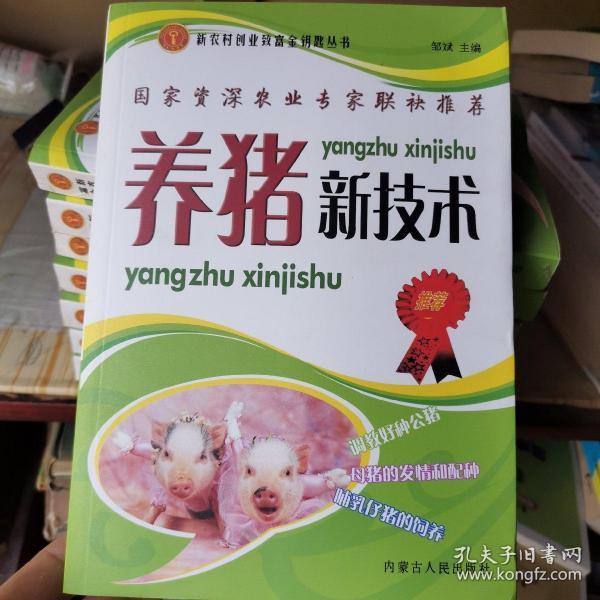 新农村创业致富金钥匙丛书
邹斌 主编
国家资深农业专家联袂推荐
养猪
yangzhu xinjishu
新技术
yangzhu xinjishu
推荐
调教好种公猪
母猪的发情和配种
哺乳仔猪的饲养
内蒙古人民出版社
孔夫子旧书网
www.kongfz.com